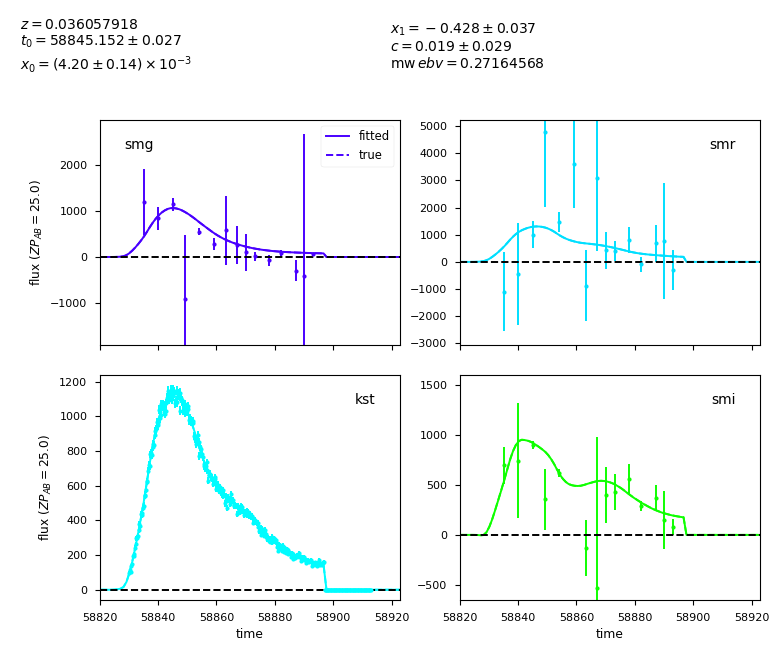 z = 0.036057918
t0 = 58845.152 ± 0.027
x0 = (4.20 ± 0.14) × 10^−3
x1 = −0.428 ± 0.037
c = 0.019 ± 0.029
mwebv = 0.27164568
smg
fitted
true
2000
1000
0
−1000
flux (ZP_AB = 25.0)
smr
5000
4000
3000
2000
1000
0
−1000
−2000
−3000
kst
1200
1000
800
600
400
200
0
flux (ZP_AB = 25.0)
58820 58840 58860 58880 58900 58920
time
smi
1500
1000
500
0
−500
58820 58840 58860 58880 58900 58920
time